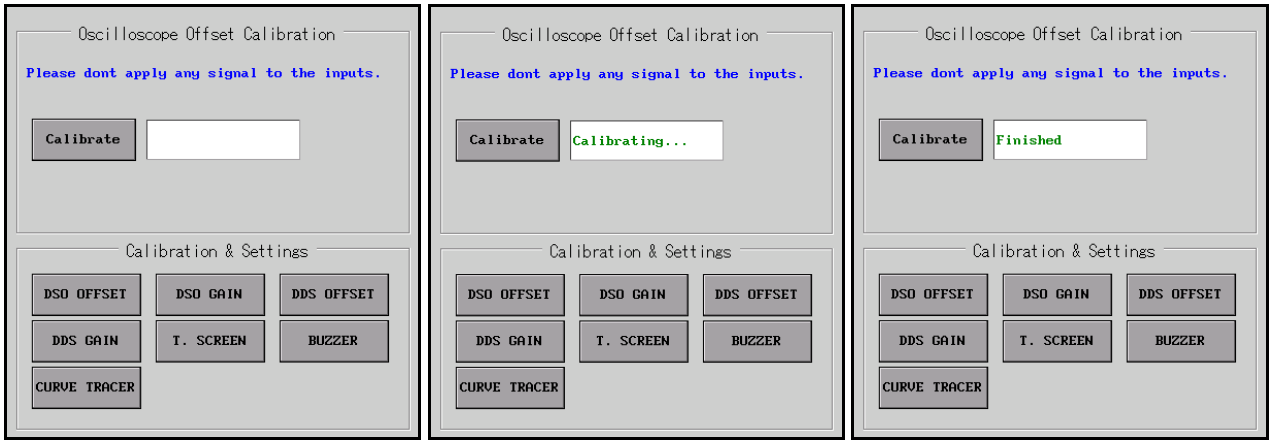 Oscilloscope Offset Calibration
Please dont apply any signal to the inputs.
Calibrate
Calibration & Settings
DSO OFFSET DSO GAIN DDS OFFSET
DDS GAIN T. SCREEN BUZZER
CURVE TRACER
Oscilloscope Offset Calibration
Please dont apply any signal to the inputs.
Calibrate Calibrating...
Calibration & Settings
DSO OFFSET DSO GAIN DDS OFFSET
DDS GAIN T. SCREEN BUZZER
CURVE TRACER
Oscilloscope Offset Calibration
Please dont apply any signal to the inputs.
Calibrate Finished
Calibration & Settings
DSO OFFSET DSO GAIN DDS OFFSET
DDS GAIN T. SCREEN BUZZER
CURVE TRACER